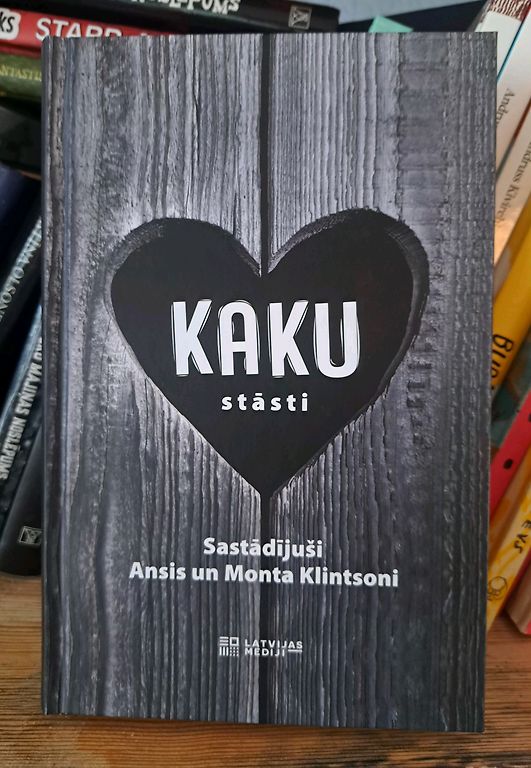 KAKU
stāsti
Sastādījuši
Ansis un Monta Klintsoni
LATVIJAS
MEDIJI